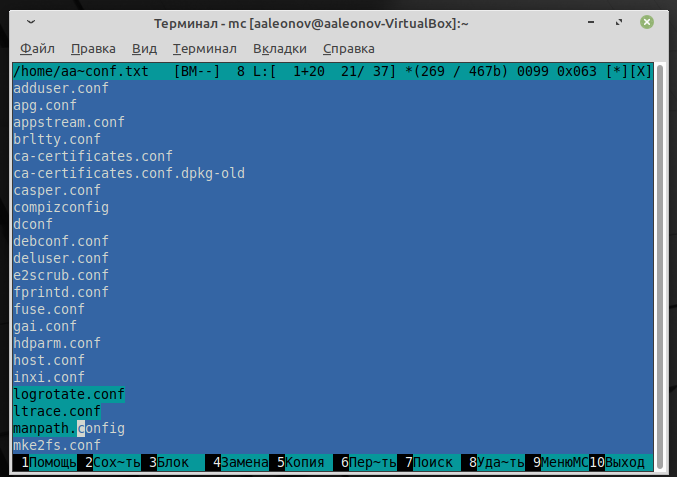 Терминал - mc [aaleonov@aaleonov-VirtualBox]:~
Файл Правка Вид Терминал Вкладки Справка
/home/aa~conf.txt [BM--] 8 L:[ 1+20 21/ 37] *(269 / 467b) 0099 0x063 [*][X]
adduser.conf
apg.conf
appstream.conf
brltty.conf
ca-certificates.conf
ca-certificates.conf.dpkg-old
casper.conf
compizconfig
dconf
debconf.conf
deluser.conf
e2scrub.conf
fprintd.conf
fuse.conf
gai.conf
hdparm.conf
host.conf
inxi.conf
logrotate.conf
ltrace.conf
manpath.config
mke2fs.conf
1Помощь 2Сох~ть 3Блок 4Замена 5Копия 6Пер~ть 7Поиск 8Уда~ть 9МенюMC 10Выход